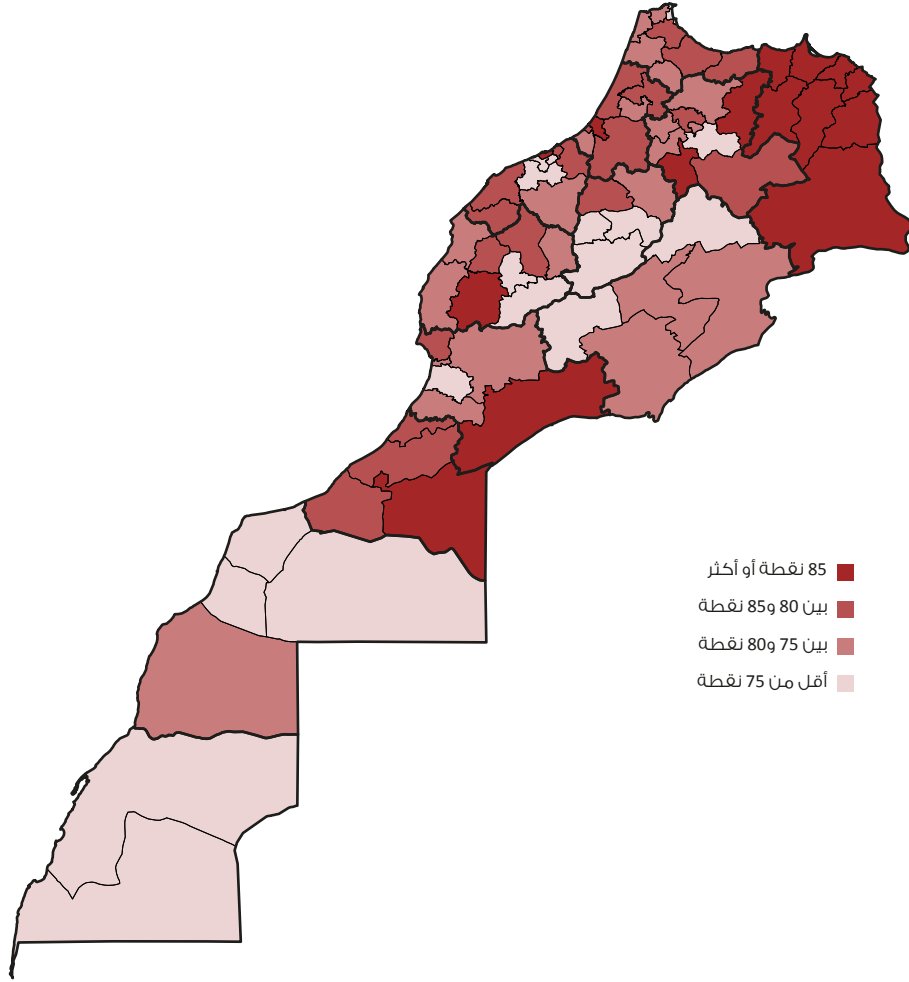 85 نقطة أو أكثر
بين 80 و85 نقطة
بين 75 و80 نقطة
أقل من 75 نقطة